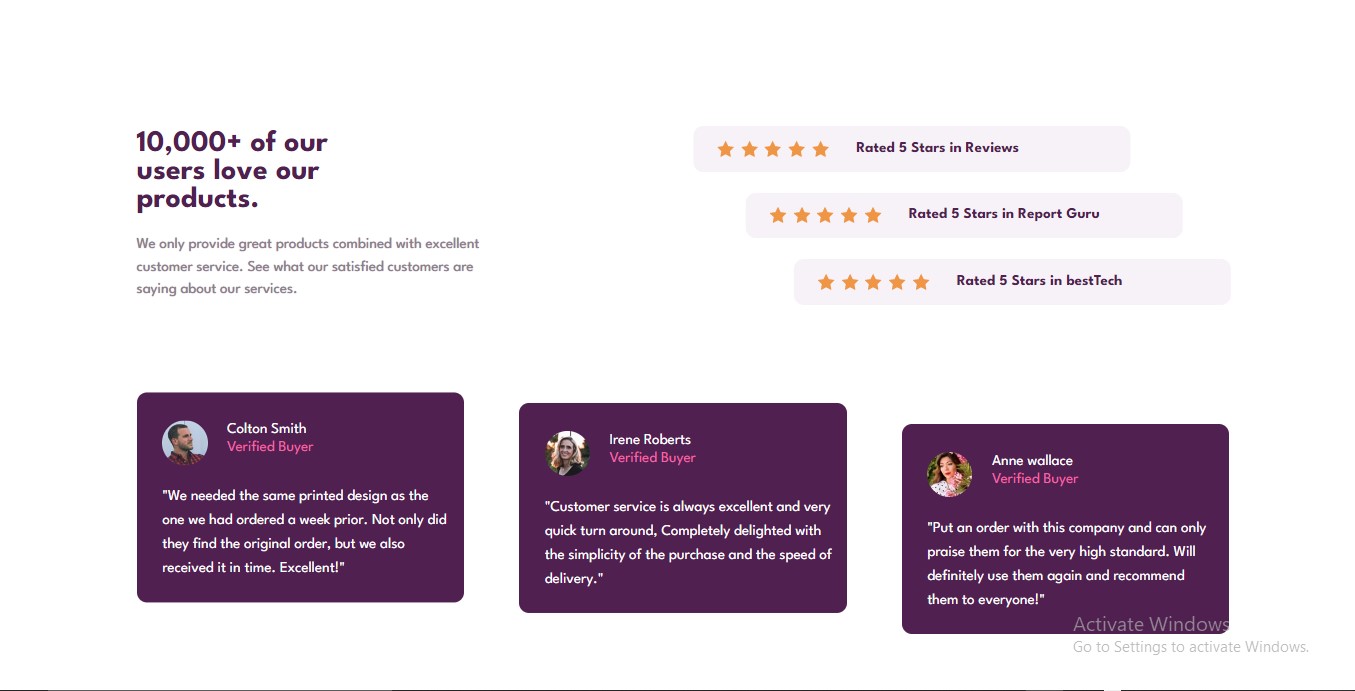 10,000+ of our
users love our
products.
We only provide great products combined with excellent
customer service. See what our satisfied customers are
saying about our services.
Rated 5 Stars in Reviews
Rated 5 Stars in Report Guru
Rated 5 Stars in bestTech
Colton Smith
Verified Buyer
"We needed the same printed design as the
one we had ordered a week prior. Not only did
they find the original order, but we also
received it in time. Excellent!"
Irene Roberts
Verified Buyer
"Customer service is always excellent and very
quick turn around, Completely delighted with
the simplicity of the purchase and the speed of
delivery."
Anne wallace
Verified Buyer
"Put an order with this company and can only
praise them for the very high standard. Will
definitely use them again and recommend
them to everyone!"
Activate Windows
Go to Settings to activate Windows.